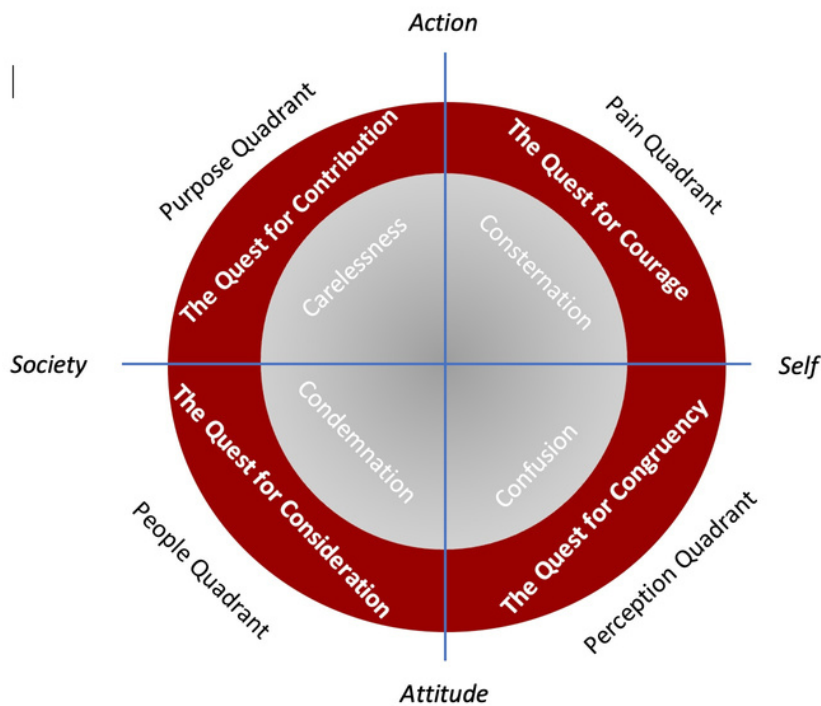 Action
Purpose Quadrant
Pain Quadrant
The Quest for Contribution
The Quest for Courage
Carelessness
Consternation
Society
Self
Condemnation
Confusion
The Quest for Consideration
The Quest for Congruency
People Quadrant
Perception Quadrant
Attitude